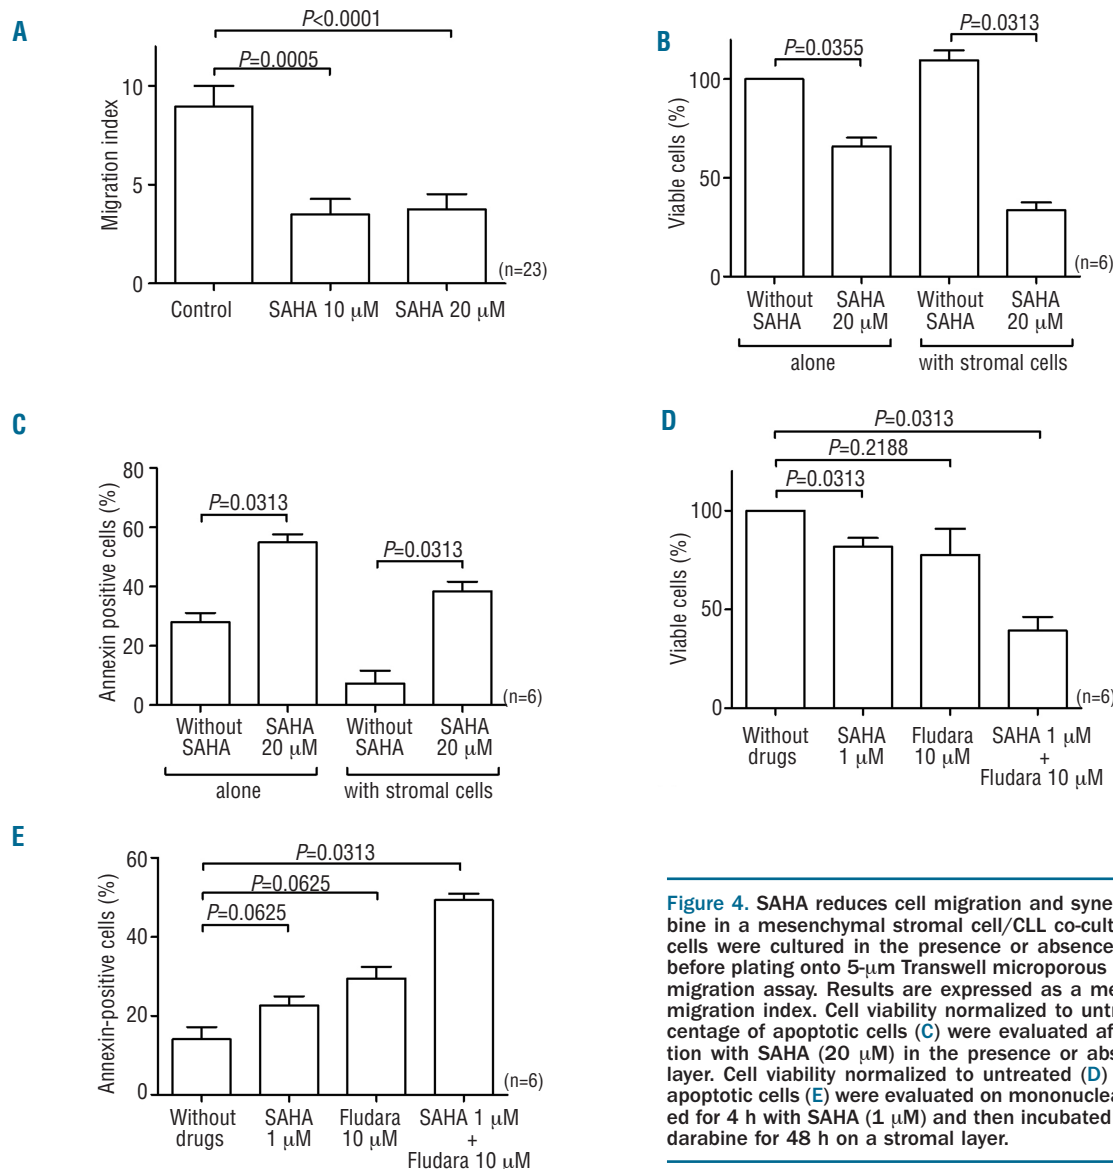 A
P<0.0001
P=0.0005
Migration index
10
5
0
(n=23)
Control
SAHA 10 μM
SAHA 20 μM
B
P=0.0313
P=0.0355
Viable cells (%)
100
50
0
(n=6)
Without
SAHA
SAHA
20 μM
Without
SAHA
SAHA
20 μM
alone
with stromal cells
C
Annexin positive cells (%)
80
60
40
20
0
P=0.0313
P=0.0313
(n=6)
Without
SAHA
SAHA
20 μM
Without
SAHA
SAHA
20 μM
alone
with stromal cells
D
P=0.0313
P=0.2188
P=0.0313
Viable cells (%)
100
50
0
(n=6)
Without
drugs
SAHA
1 μM
Fludara
10 μM
SAHA 1 μM
+
Fludara 10 μM
E
Annexin-positive cells (%)
60
40
20
0
P=0.0313
P=0.0625
P=0.0625
(n=6)
Without
drugs
SAHA
1 μM
Fludara
10 μM
SAHA 1 μM
+
Fludara 10 μM
Figure 4. SAHA reduces cell migration and syne
bine in a mesenchymal stromal cell/CLL co-cult
cells were cultured in the presence or absence
before plating onto 5-μm Transwell microporous
migration assay. Results are expressed as a me
migration index. Cell viability normalized to untr
centage of apoptotic cells (C) were evaluated af
tion with SAHA (20 μM) in the presence or abs
layer. Cell viability normalized to untreated (D)
apoptotic cells (E) were evaluated on mononuclea
ed for 4 h with SAHA (1 μM) and then incubated
darabine for 48 h on a stromal layer.